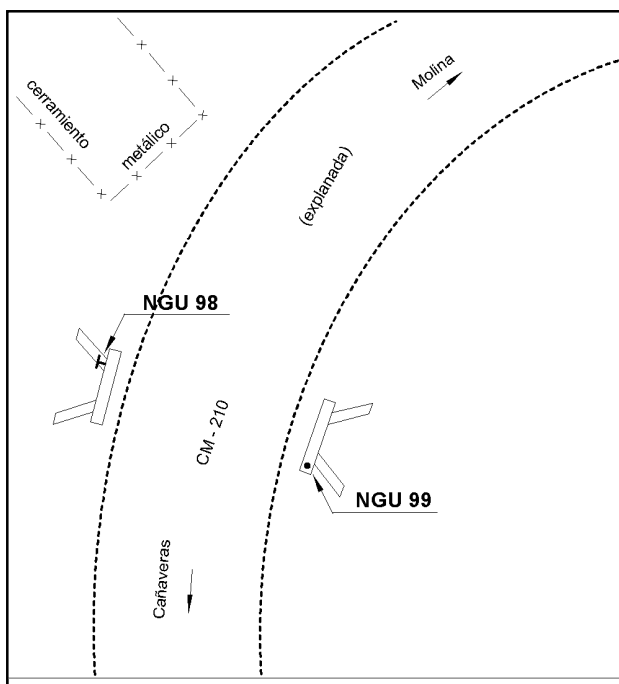 Molina
cerramiento
metálico
(explanada)
NGU 98
CM - 210
NGU 99
Cañaveras